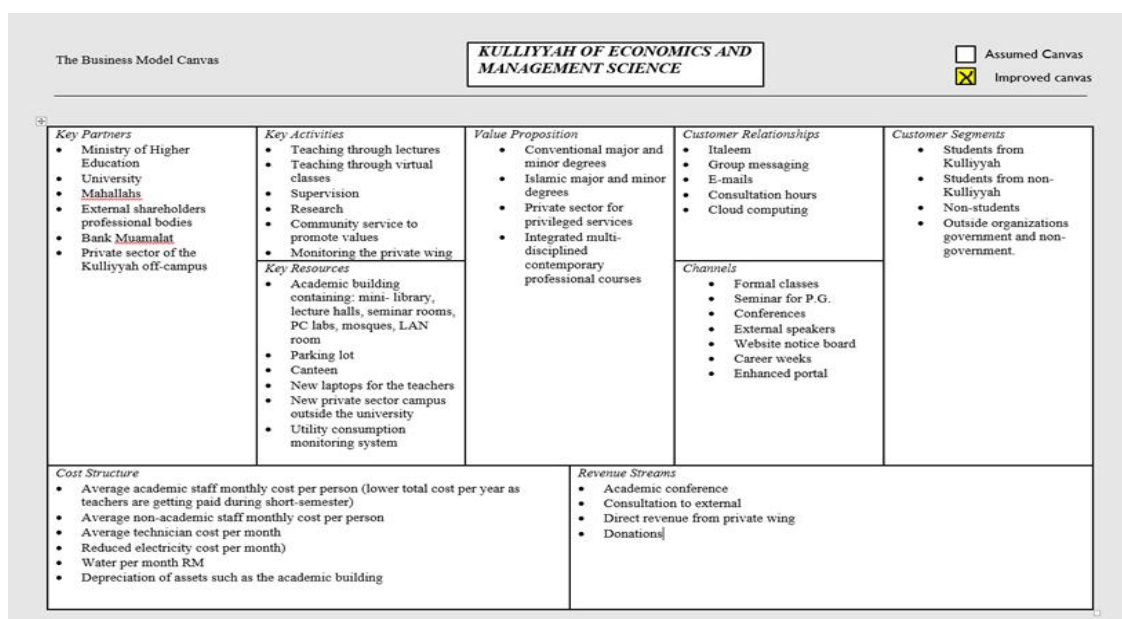 The Business Model Canvas
KULLIYYAH OF ECONOMICS AND
MANAGEMENT SCIENCE
Assumed Canvas
Improved canvas
Key Partners
• Ministry of Higher
Education
• University
• Mahallahs
• External shareholders
professional bodies
• Bank Muamalat
• Private sector of the
Kulliyyah off-campus
Key Activities
• Teaching through lectures
• Teaching through virtual
classes
• Supervision
• Research
• Community service to
promote values
• Monitoring the private wing
Key Resources
• Academic building
containing: mini- library,
lecture halls, seminar rooms,
PC labs, mosques, LAN
room
• Parking lot
• Canteen
• New laptops for the teachers
• New private sector campus
outside the university
• Utility consumption
monitoring system
Value Proposition
• Conventional major and
minor degrees
• Islamic major and minor
degrees
• Private sector for
privileged services
• Integrated multi-
disciplined
contemporary
professional courses
Customer Relationships
• Italeem
• Group messaging
• E-mails
• Consultation hours
• Cloud computing
Channels
• Formal classes
• Seminar for P.G.
• Conferences
• External speakers
• Website notice board
• Career weeks
• Enhanced portal
Customer Segments
• Students from
Kulliyyah
• Students from non-
Kulliyyah
• Non-students
• Outside organizations
government and non-
government.
Cost Structure
• Average academic staff monthly cost per person (lower total cost per year as
teachers are getting paid during short-semester)
• Average non-academic staff monthly cost per person
• Average technician cost per month
• Reduced electricity cost per month)
• Water per month RM
• Depreciation of assets such as the academic building
Revenue Streams
• Academic conference
• Consultation to external
• Direct revenue from private wing
• Donations